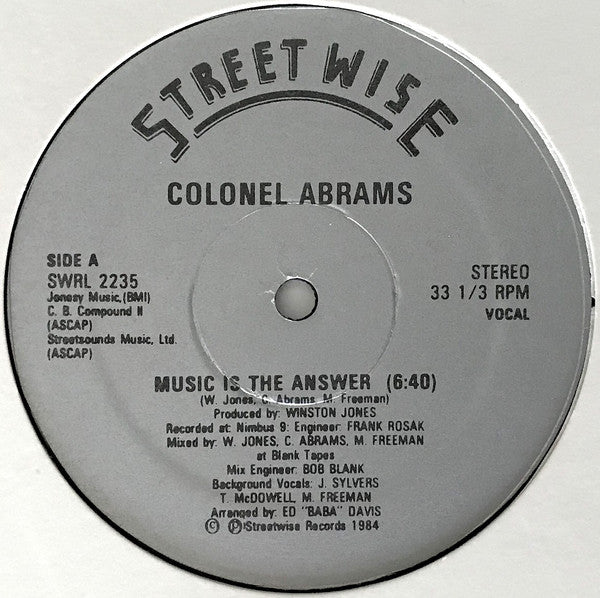 STREETWISE
COLONEL ABRAMS
SIDE A
SWRL 2235
Jonesy Music,(BMI)
C. B. Compound II
(ASCAP)
Streetsounds Music, Ltd.
(ASCAP)
STEREO
33 1/3 RPM
VOCAL
MUSIC IS THE ANSWER (6:40)
(W. Jones, C. Abrams, M. Freeman)
Produced by: WINSTON JONES
Recorded at: Nimbus 9: Engineer: FRANK ROSAK
Mixed by: W. JONES, C. ABRAMS, M. FREEMAN
at Blank Tapes
Mix Engineer: BOB BLANK
Background Vocals: J. SYLVERS
T. McDOWELL, M. FREEMAN
Arranged by: ED "BABA" DAVIS
© ℗ Streetwise Records 1984